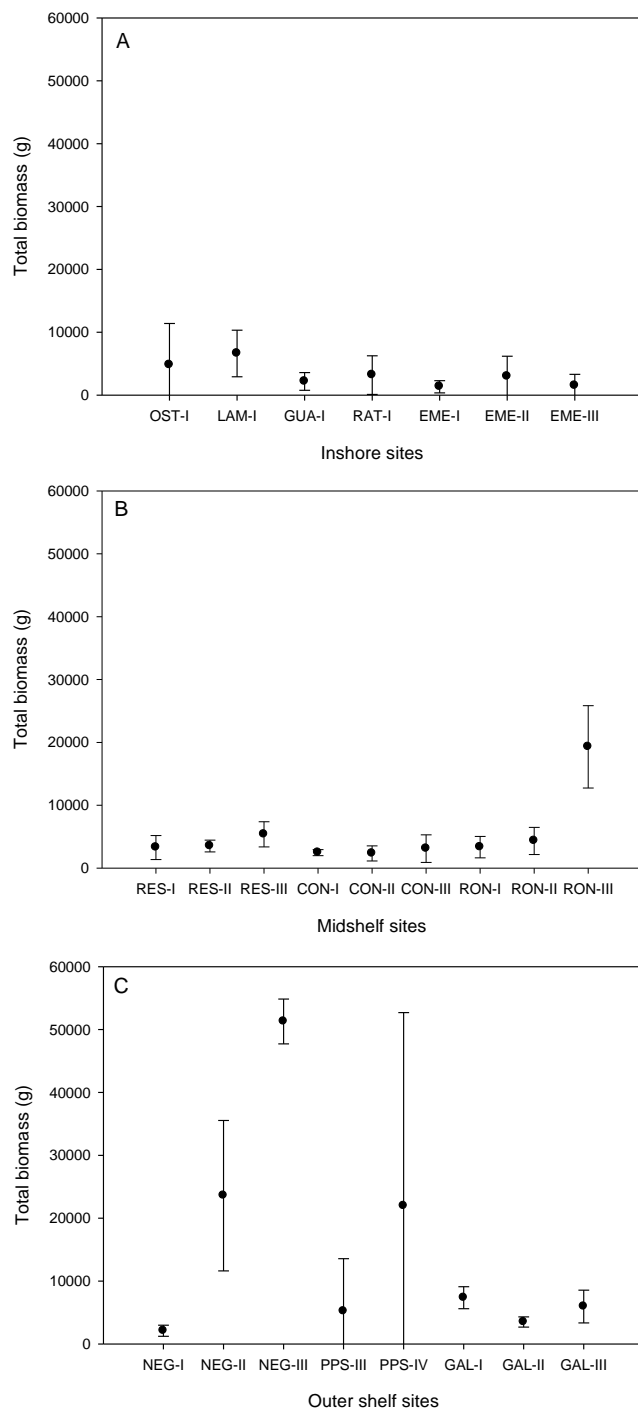 A
60000
50000
40000
30000
20000
10000
0
Total biomass (g)
OST-I LAM-I GUA-I RAT-I EME-I EME-II EME-III
Inshore sites
B
60000
50000
40000
30000
20000
10000
0
Total biomass (g)
RES-I RES-II RES-III CON-I CON-II CON-III RON-I RON-II RON-III
Midshelf sites
C
60000
50000
40000
30000
20000
10000
0
Total biomass (g)
NEG-I NEG-II NEG-III PPS-III PPS-IV GAL-I GAL-II GAL-III
Outer shelf sites